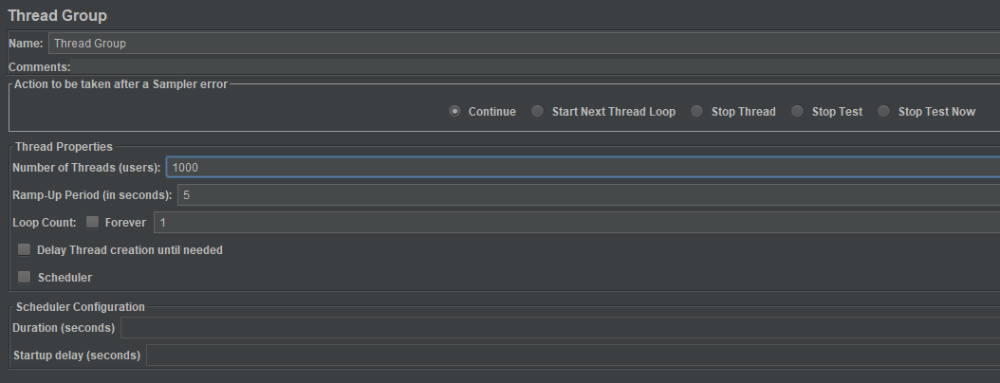 Thread Group
Name: Thread Group
Comments:
Action to be taken after a Sampler error
Continue Start Next Thread Loop Stop Thread Stop Test Stop Test Now
Thread Properties
Number of Threads (users): 1000
Ramp-Up Period (in seconds): 5
Loop Count: Forever 1
Delay Thread creation until needed
Scheduler
Scheduler Configuration
Duration (seconds)
Startup delay (seconds)